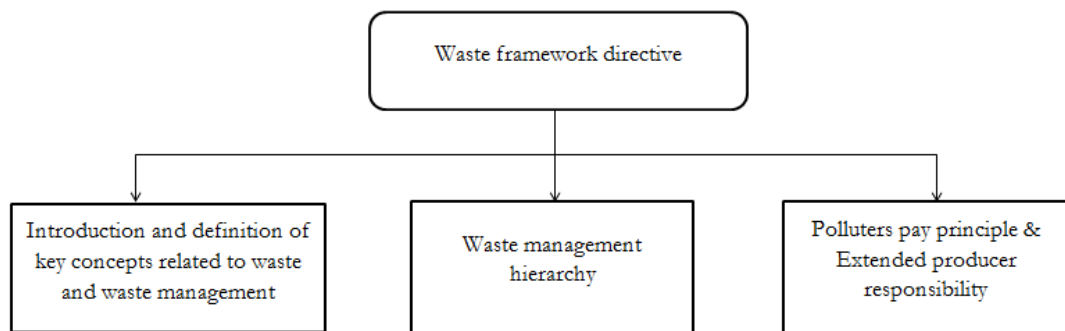 Waste framework directive
Introduction and definition of
key concepts related to waste
and waste management
Waste management
hierarchy
Polluters pay principle &
Extended producer
responsibility